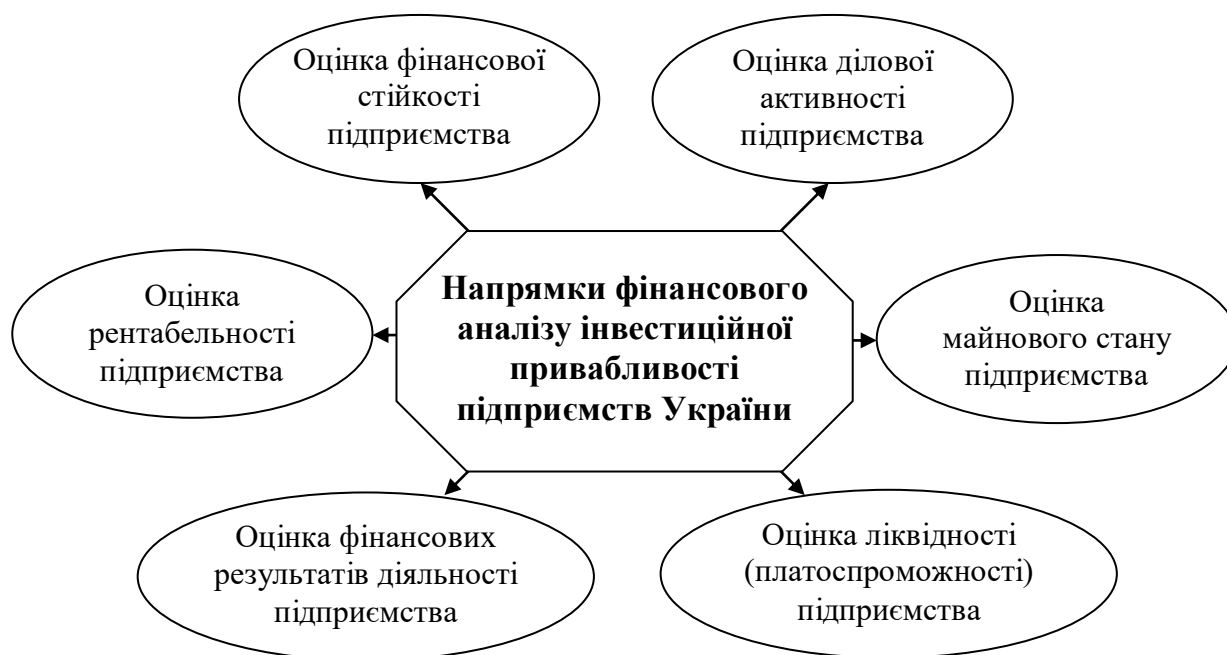 Оцінка фінансової
стійкості
підприємства
Оцінка ділової
активності
підприємства
Оцінка
рентабельності
підприємства
Напрямки фінансового
аналізу інвестиційної
привабливості
підприємств України
Оцінка
майнового стану
підприємства
Оцінка фінансових
результатів діяльності
підприємства
Оцінка ліквідності
(платоспроможності)
підприємства